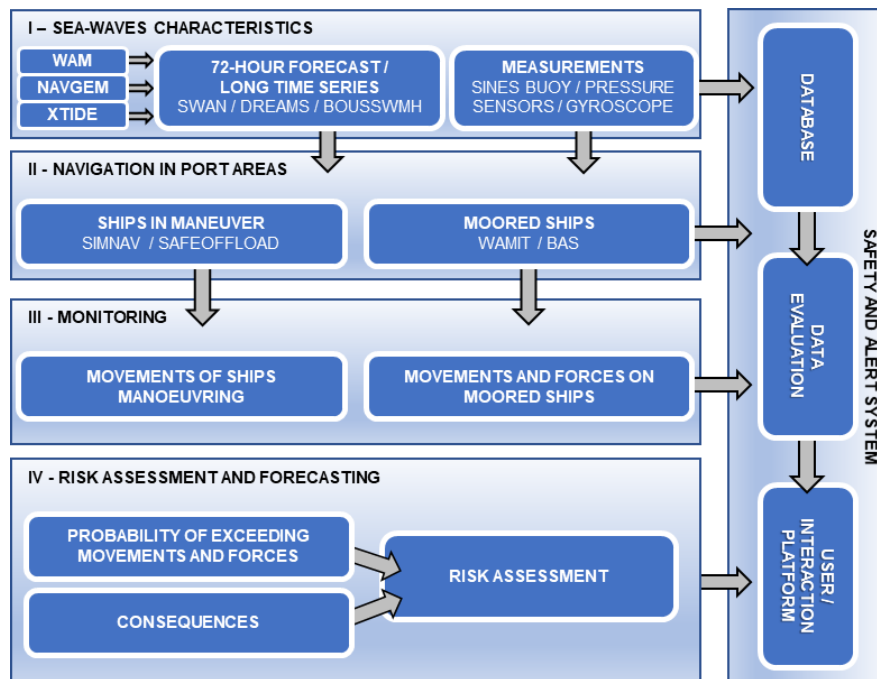 I – SEA-WAVES CHARACTERISTICS
WAM
NAVGEM
XTIDE
72-HOUR FORECAST /
LONG TIME SERIES
SWAN / DREAMS / BOUSSWMH
MEASUREMENTS
SINES BUOY / PRESSURE
SENSORS / GYROSCOPE
II - NAVIGATION IN PORT AREAS
SHIPS IN MANEUVER
SIMNAV / SAFEOFFLOAD
MOORED SHIPS
WAMIT / BAS
III - MONITORING
MOVEMENTS OF SHIPS
MANOEUVRING
MOVEMENTS AND FORCES ON
MOORED SHIPS
IV - RISK ASSESSMENT AND FORECASTING
PROBABILITY OF EXCEEDING
MOVEMENTS AND FORCES
CONSEQUENCES
RISK ASSESSMENT
DATABASE
DATA
EVALUATION
USER /
INTERACTION
PLATFORM
SAFETY AND ALERT SYSTEM